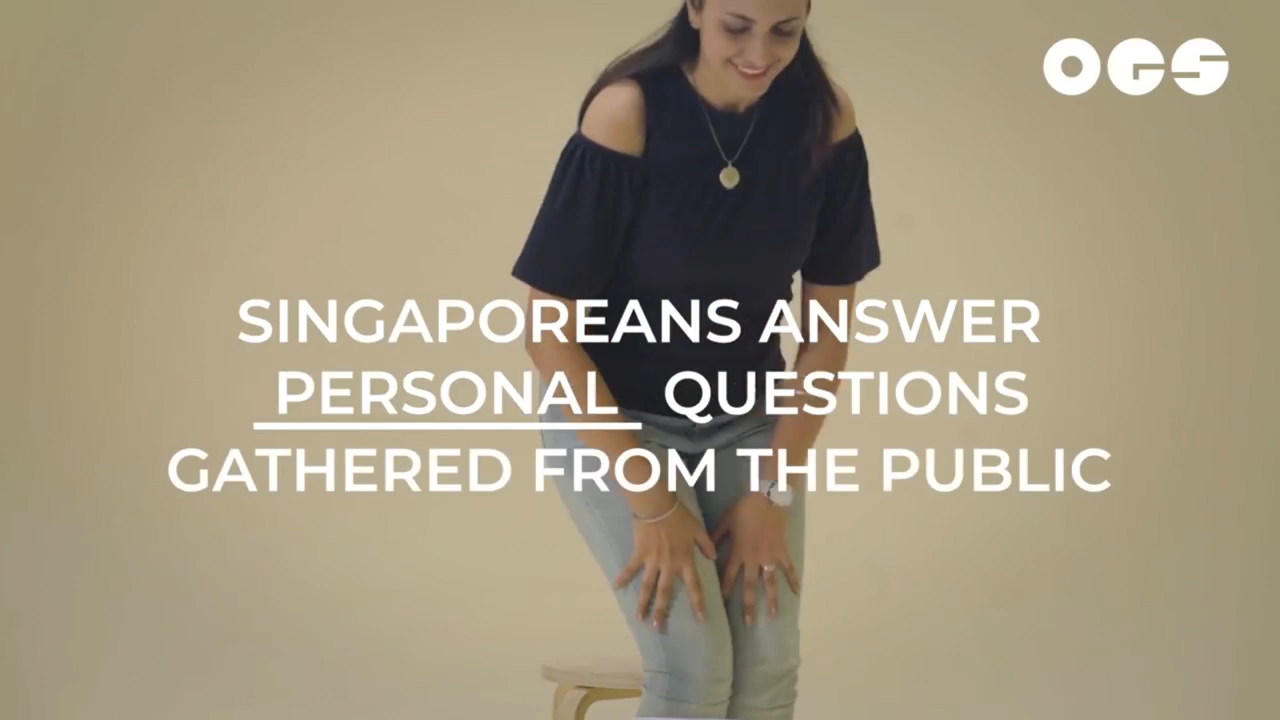 OGS
SINGAPOREANS ANSWER
PERSONAL QUESTIONS
GATHERED FROM THE PUBLIC